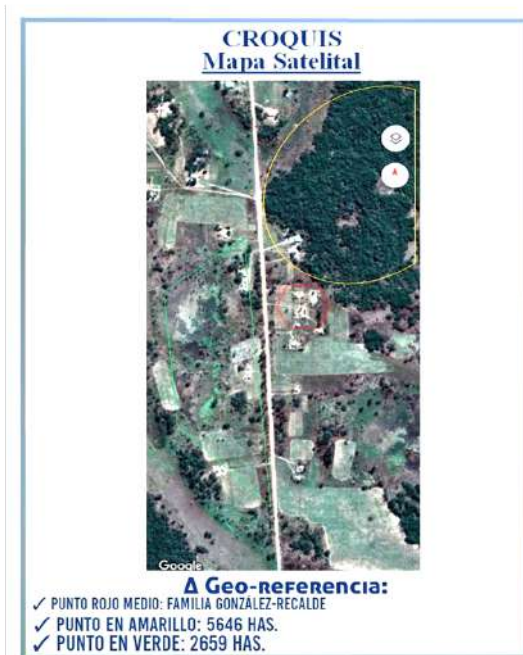 CROQUIS
Mapa Satelital
Google
Δ Geo-referencia:
✓ PUNTO ROJO MEDIO: FAMILIA GONZÁLEZ-RECALDE
✓ PUNTO EN AMARILLO: 5646 HAS.
✓ PUNTO EN VERDE: 2659 HAS.